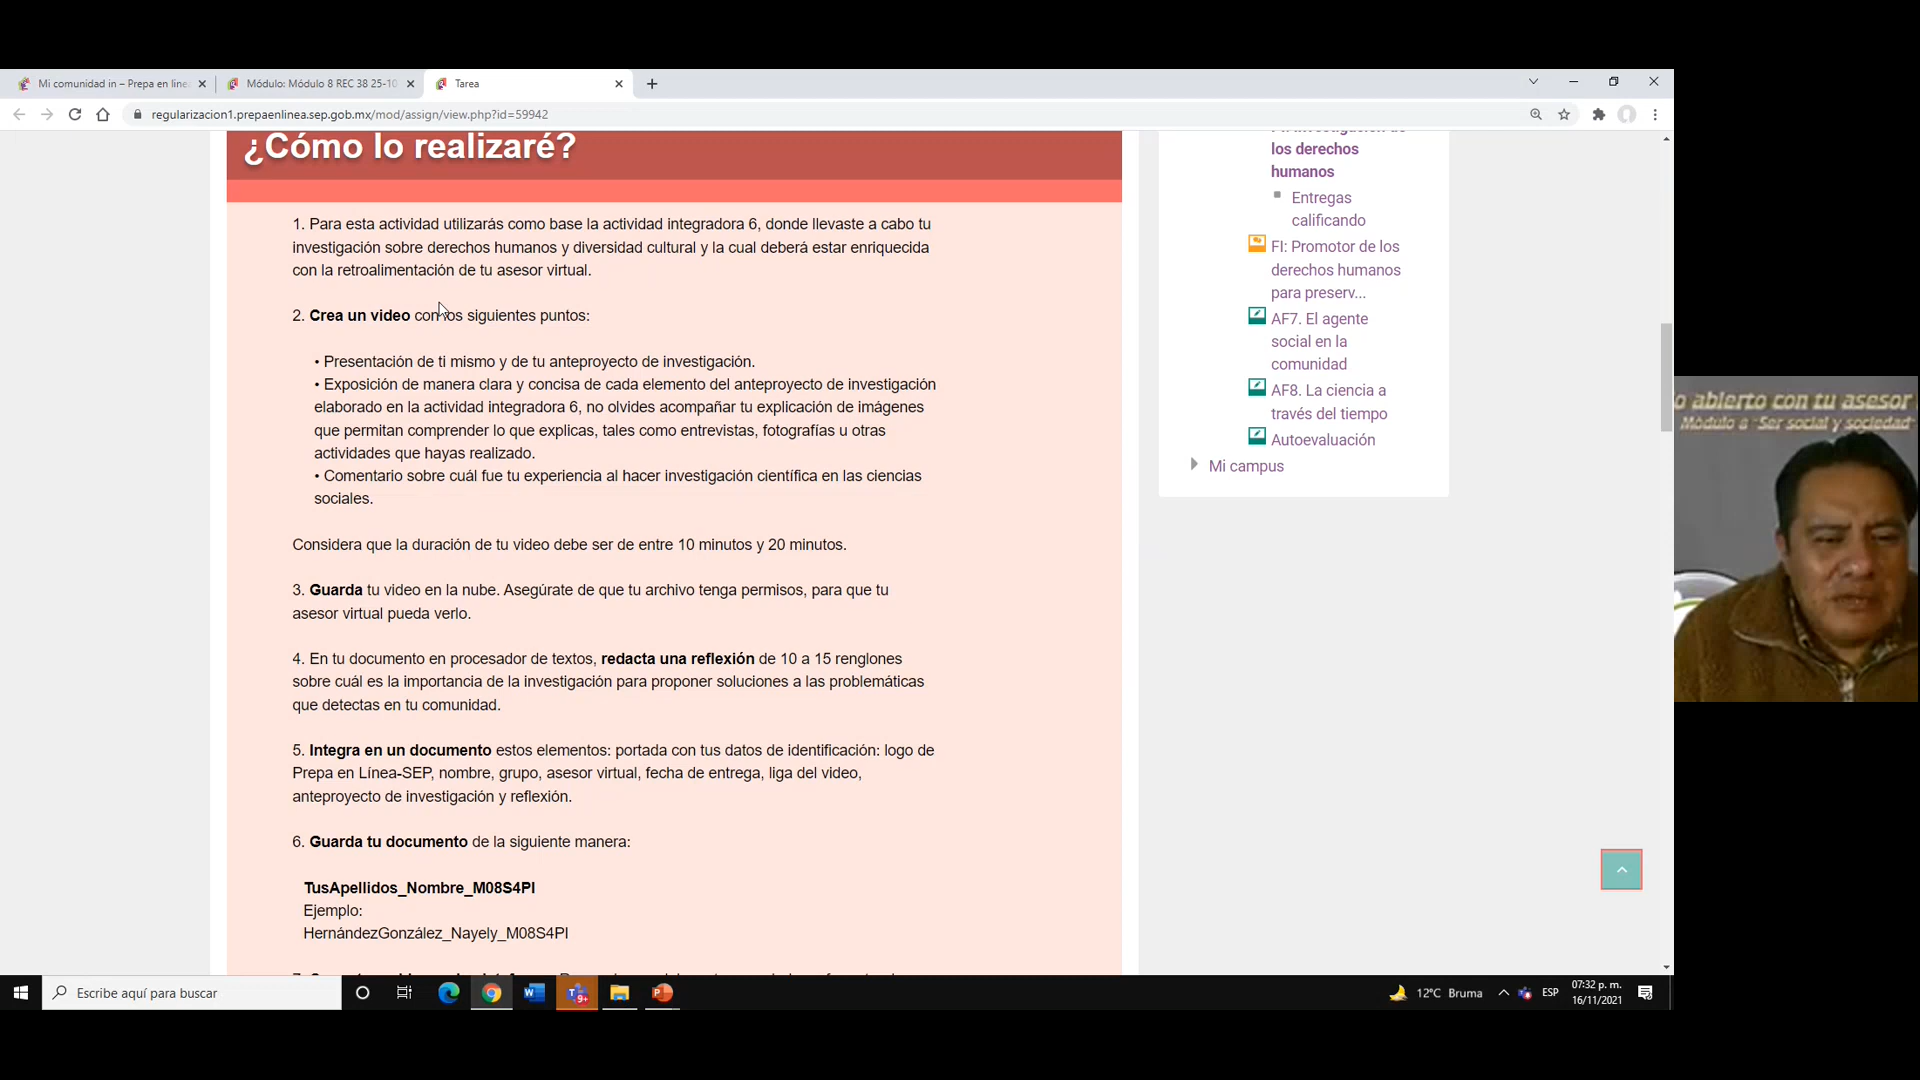 Mi comunidad in – Prepa en líne
Módulo: Módulo 8 REC 38 25-10
Tarea
regularizacion1.prepaenlinea.sep.gob.mx/mod/assign/view.php?id=59942
¿Cómo lo realizaré?
1. Para esta actividad utilizarás como base la actividad integradora 6, donde llevaste a cabo tu
investigación sobre derechos humanos y diversidad cultural y la cual deberá estar enriquecida
con la retroalimentación de tu asesor virtual.
2. Crea un video con los siguientes puntos:
• Presentación de ti mismo y de tu anteproyecto de investigación.
• Exposición de manera clara y concisa de cada elemento del anteproyecto de investigación
elaborado en la actividad integradora 6, no olvides acompañar tu explicación de imágenes
que permitan comprender lo que explicas, tales como entrevistas, fotografías u otras
actividades que hayas realizado.
• Comentario sobre cuál fue tu experiencia al hacer investigación científica en las ciencias
sociales.
Considera que la duración de tu video debe ser de entre 10 minutos y 20 minutos.
3. Guarda tu video en la nube. Asegúrate de que tu archivo tenga permisos, para que tu
asesor virtual pueda verlo.
4. En tu documento en procesador de textos, redacta una reflexión de 10 a 15 renglones
sobre cuál es la importancia de la investigación para proponer soluciones a las problemáticas
que detectas en tu comunidad.
5. Integra en un documento estos elementos: portada con tus datos de identificación: logo de
Prepa en Línea-SEP, nombre, grupo, asesor virtual, fecha de entrega, liga del video,
anteproyecto de investigación y reflexión.
6. Guarda tu documento de la siguiente manera:
TusApellidos_Nombre_M08S4PI
Ejemplo:
HernándezGonzález_Nayely_M08S4PI
los derechos
humanos
Entregas
calificando
FI: Promotor de los
derechos humanos
para preserv...
AF7. El agente
social en la
comunidad
AF8. La ciencia a
través del tiempo
Autoevaluación
Mi campus
o abierto con tu asesor
Módulo 8 "Ser social y sociedad"
Escribe aquí para buscar
9+
12°C Bruma
ESP
07:32 p. m.
16/11/2021